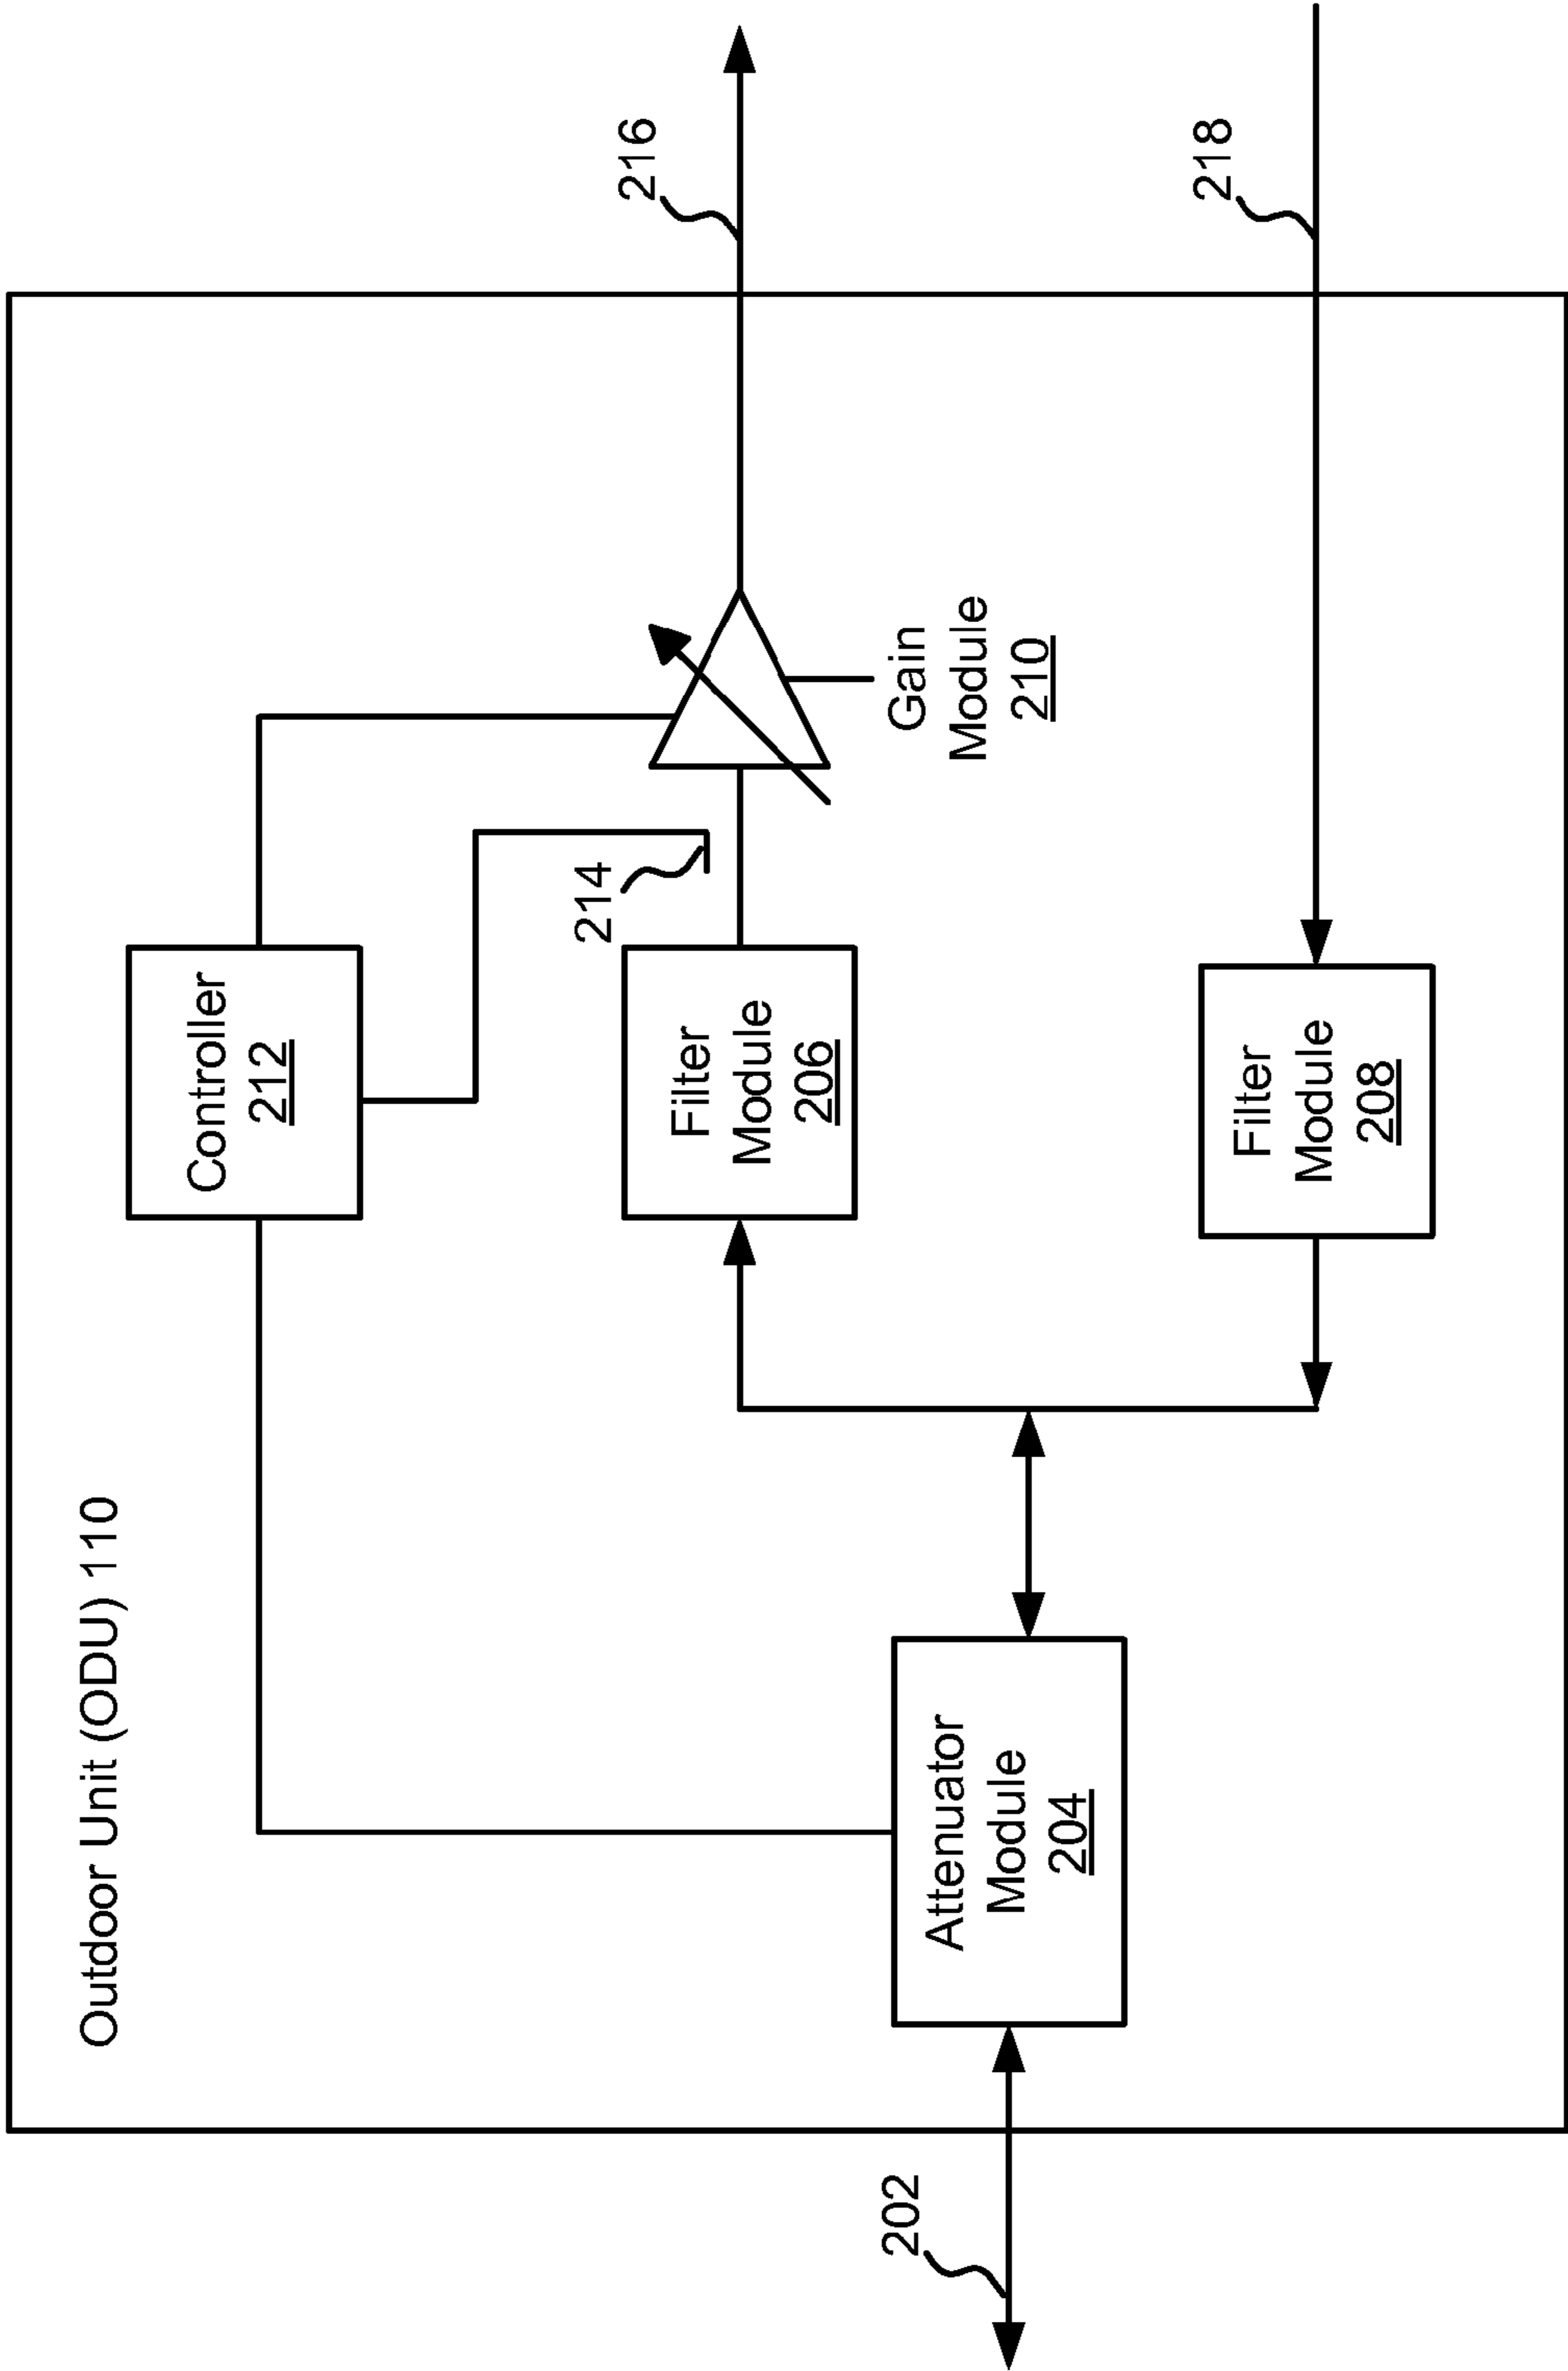 Outdoor Unit (ODU) 110
Controller
212
216
214
Filter
Module
206
Gain
Module
210
202
Attenuator
Module
204
218
Filter
Module
208